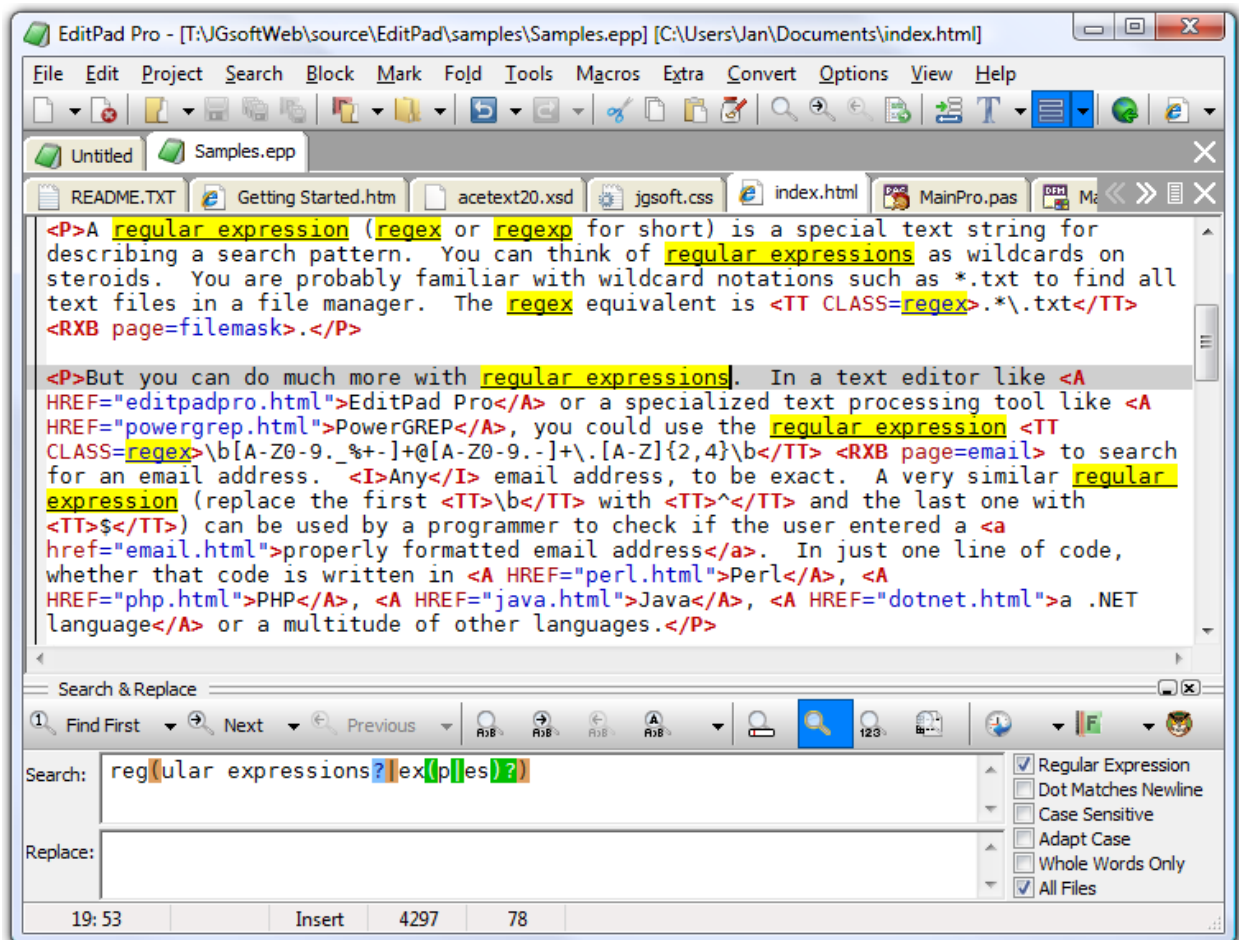 EditPad Pro - [T:\JGsoftWeb\source\EditPad\samples\Samples.epp] [C:\Users\Jan\Documents\index.html]
File Edit Project Search Block Mark Fold Tools Macros Extra Convert Options View Help
Untitled Samples.epp
README.TXT Getting Started.htm acetext20.xsd jgsoft.css index.html MainPro.pas
<P>A regular expression (regex or regexp for short) is a special text string for
describing a search pattern.  You can think of regular expressions as wildcards on
steroids.  You are probably familiar with wildcard notations such as *.txt to find all
text files in a file manager.  The regex equivalent is <TT CLASS=regex>.*\.txt</TT>
<RXB page=filemask>.</P>
<P>But you can do much more with regular expressions.  In a text editor like <A
HREF="editpadpro.html">EditPad Pro</A> or a specialized text processing tool like <A
HREF="powergrep.html">PowerGREP</A>, you could use the regular expression <TT
CLASS=regex>\b[A-Z0-9._%+-]+@[A-Z0-9.-]+\.[A-Z]{2,4}\b</TT> <RXB page=email> to search
for an email address.  <I>Any</I> email address, to be exact.  A very similar regular
expression (replace the first <TT>\b</TT> with <TT>^</TT> and the last one with
<TT>$</TT>) can be used by a programmer to check if the user entered a <a
href="email.html">properly formatted email address</a>.  In just one line of code,
whether that code is written in <A HREF="perl.html">Perl</A>, <A
HREF="php.html">PHP</A>, <A HREF="java.html">Java</A>, <A HREF="dotnet.html">a .NET
language</A> or a multitude of other languages.</P>
Search & Replace
Find First Next Previous
Search: reg(ular expressions?|ex(p|es)?)
Regular Expression
Dot Matches Newline
Case Sensitive
Replace:
Adapt Case
Whole Words Only
All Files
19: 53 Insert 4297 78